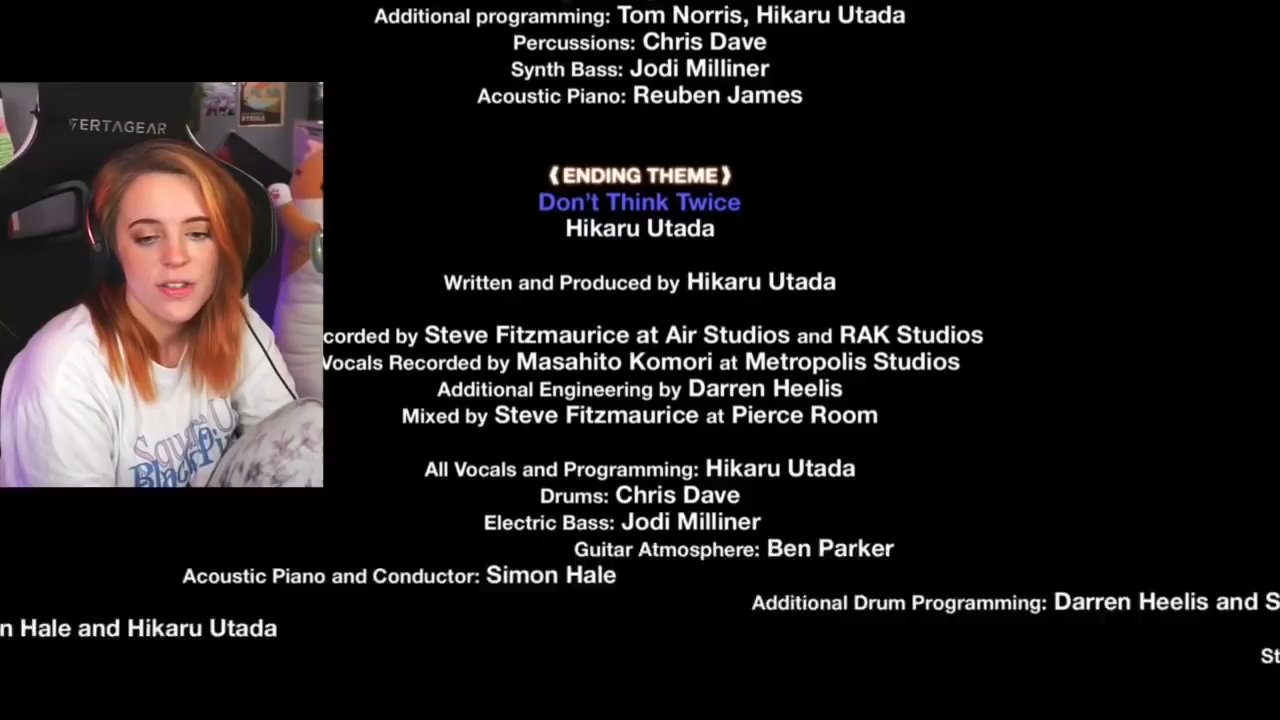 Additional programming: Tom Norris, Hikaru Utada
Percussions: Chris Dave
Synth Bass: Jodi Milliner
Acoustic Piano: Reuben James
VERTAGEAR
❴ENDING THEME❵
Don't Think Twice
Hikaru Utada
Written and Produced by Hikaru Utada
corded by Steve Fitzmaurice at Air Studios and RAK Studios
Vocals Recorded by Masahito Komori at Metropolis Studios
Additional Engineering by Darren Heelis
Mixed by Steve Fitzmaurice at Pierce Room
All Vocals and Programming: Hikaru Utada
Drums: Chris Dave
Electric Bass: Jodi Milliner
Guitar Atmosphere: Ben Parker
Acoustic Piano and Conductor: Simon Hale
Additional Drum Programming: Darren Heelis and S
n Hale and Hikaru Utada
St